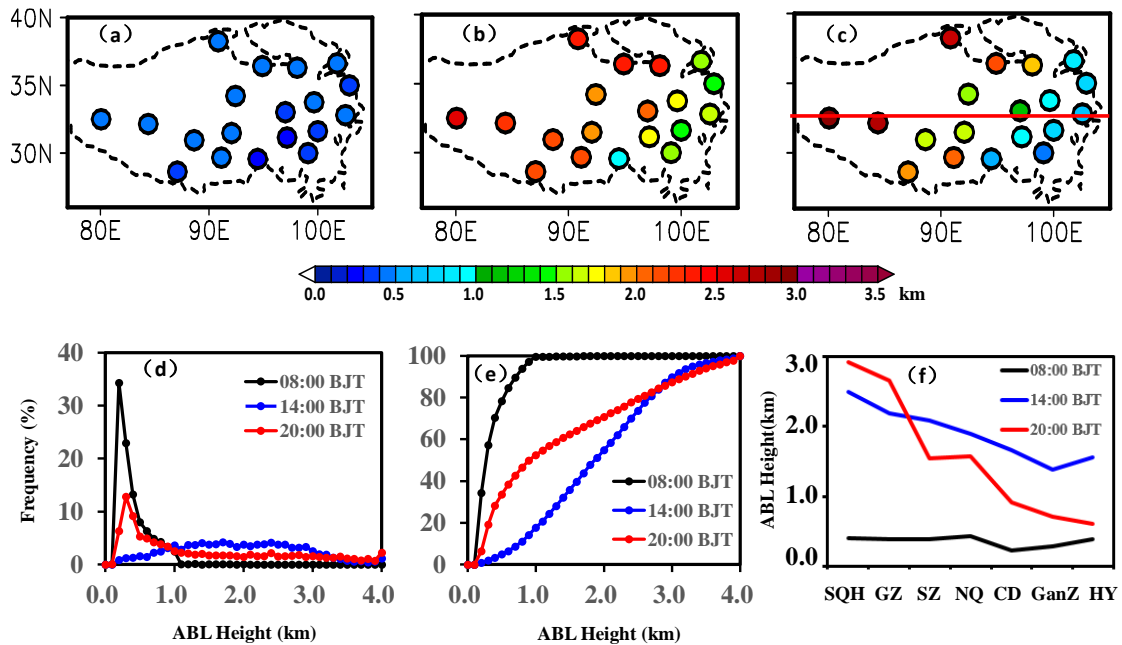 40N
35N
30N
(a)
(b)
(c)
80E 90E 100E
80E 90E 100E
80E 90E 100E
0.0 0.5 1.0 1.5 2.0 2.5 3.0 3.5 km
(d)
40
30
20
10
0
Frequency (%)
08:00 BJT
14:00 BJT
20:00 BJT
0.0 1.0 2.0 3.0 4.0
ABL Height (km)
(e)
100
80
60
40
20
0
08:00 BJT
14:00 BJT
20:00 BJT
0.0 1.0 2.0 3.0 4.0
ABL Height (km)
(f)
3.0
2.0
1.0
0.0
ABL Height(km)
08:00 BJT
14:00 BJT
20:00 BJT
SQH GZ SZ NQ CD GanZ HY